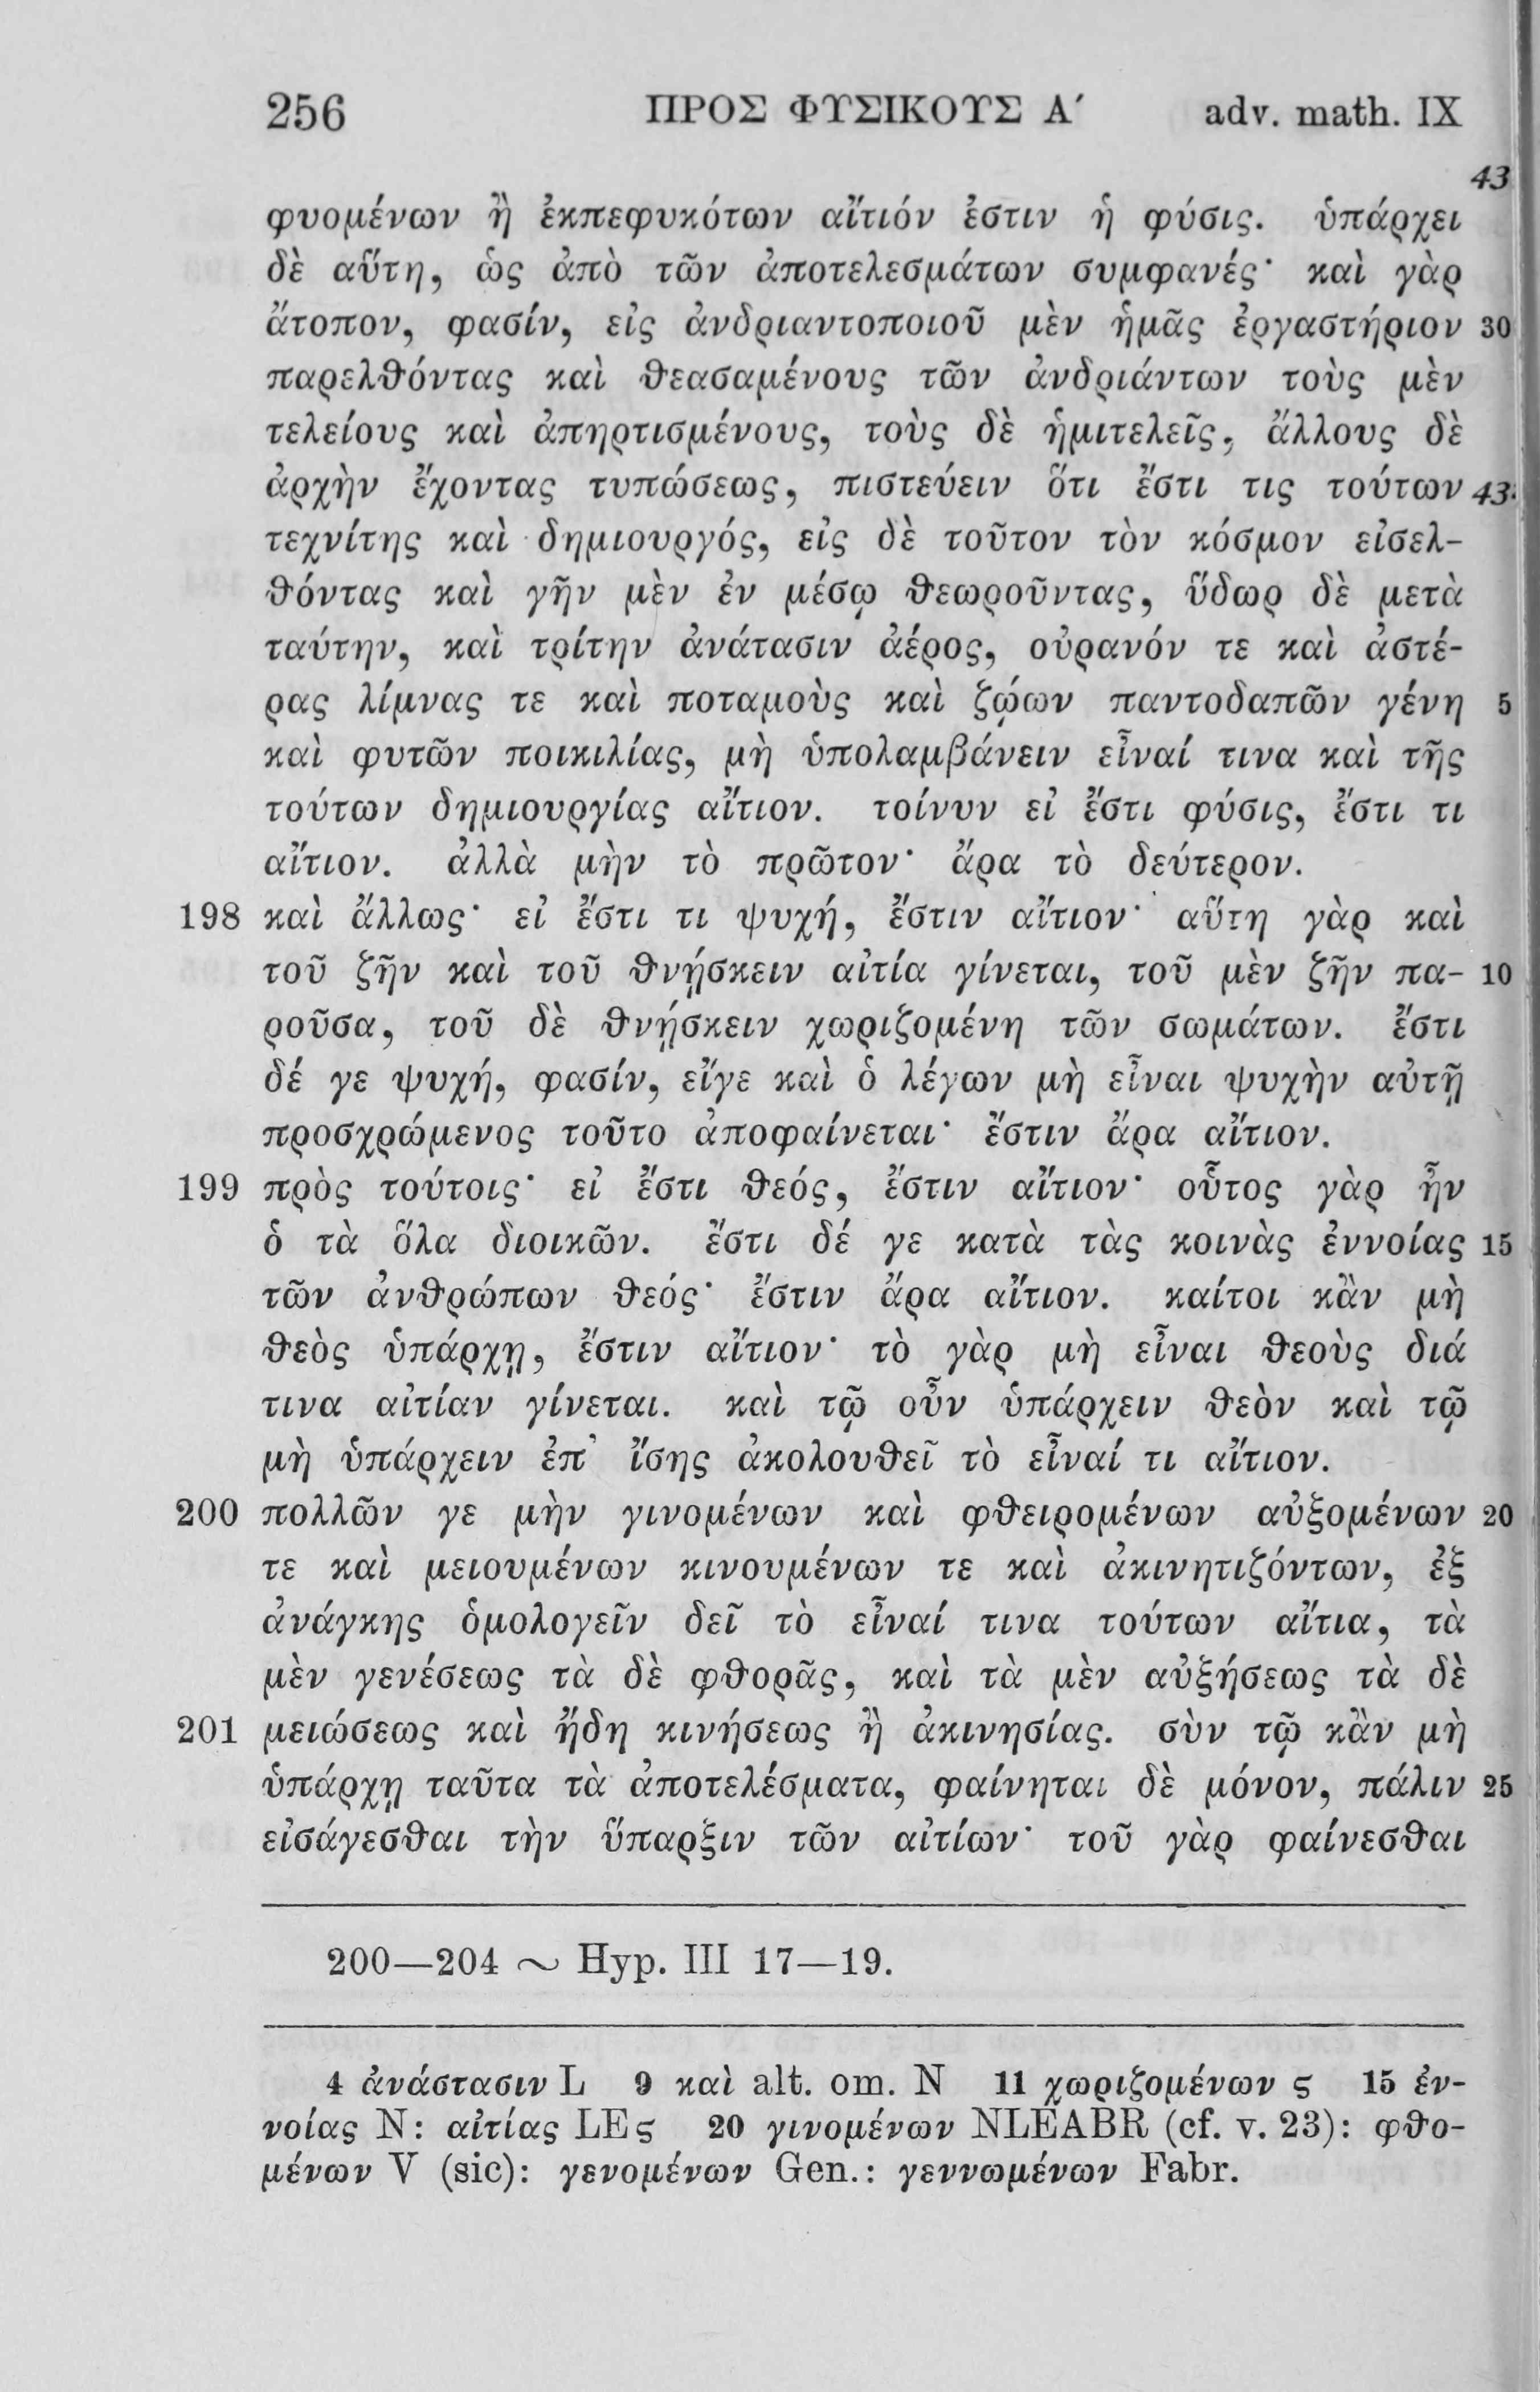 256 ΠΡΟΣ ΦΥΣΙΚΟΥΣ Α΄ adv. math. IX
43
φυομένων ἢ ἐκπεφυκότων αἴτιόν ἐστιν ἡ φύσις. ὑπάρχει
δὲ αὕτη, ὡς ἀπὸ τῶν ἀποτελεσμάτων συμφανές· καὶ γὰρ
ἄτοπον, φασίν, εἰς ἀνδριαντοποιοῦ μὲν ἡμᾶς ἐργαστήριον 30
παρελθόντας καὶ θεασαμένους τῶν ἀνδριάντων τοὺς μὲν
τελείους καὶ ἀπηρτισμένους, τοὺς δὲ ἡμιτελεῖς, ἄλλους δὲ
ἀρχὴν ἔχοντας τυπώσεως, πιστεύειν ὅτι ἔστι τις τούτων 43
τεχνίτης καὶ δημιουργός, εἰς δὲ τοῦτον τὸν κόσμον εἰσελ-
θόντας καὶ γῆν μὲν ἐν μέσῳ θεωροῦντας, ὕδωρ δὲ μετὰ
ταύτην, καὶ τρίτην ἀνάτασιν ἀέρος, οὐρανόν τε καὶ ἀστέ-
ρας λίμνας τε καὶ ποταμοὺς καὶ ζῴων παντοδαπῶν γένη 5
καὶ φυτῶν ποικιλίας, μὴ ὑπολαμβάνειν εἶναί τινα καὶ τῆς
τούτων δημιουργίας αἴτιον. τοίνυν εἰ ἔστι φύσις, ἔστι τι
αἴτιον. ἀλλὰ μὴν τὸ πρῶτον· ἄρα τὸ δεύτερον.
198 καὶ ἄλλως· εἰ ἔστι τι ψυχή, ἔστιν αἴτιον· αὕτη γὰρ καὶ
τοῦ ζῆν καὶ τοῦ θνῄσκειν αἰτία γίνεται, τοῦ μὲν ζῆν πα- 10
ροῦσα, τοῦ δὲ θνῄσκειν χωριζομένη τῶν σωμάτων. ἔστι
δέ γε ψυχή, φασίν, εἴγε καὶ ὁ λέγων μὴ εἶναι ψυχὴν αὐτῇ
προσχρώμενος τοῦτο ἀποφαίνεται· ἔστιν ἄρα αἴτιον.
199 πρὸς τούτοις· εἰ ἔστι θεός, ἔστιν αἴτιον· οὗτος γὰρ ἦν
ὁ τὰ ὅλα διοικῶν. ἔστι δέ γε κατὰ τὰς κοινὰς ἐννοίας 15
τῶν ἀνθρώπων θεός· ἔστιν ἄρα αἴτιον. καίτοι κἂν μὴ
θεὸς ὑπάρχῃ, ἔστιν αἴτιον· τὸ γὰρ μὴ εἶναι θεοὺς διά
τινα αἰτίαν γίνεται. καὶ τῷ οὖν ὑπάρχειν θεὸν καὶ τῷ
μὴ ὑπάρχειν ἐπ᾽ ἴσης ἀκολουθεῖ τὸ εἶναί τι αἴτιον.
200 πολλῶν γε μὴν γινομένων καὶ φθειρομένων αὐξομένων 20
τε καὶ μειουμένων κινουμένων τε καὶ ἀκινητιζόντων, ἐξ
ἀνάγκης ὁμολογεῖν δεῖ τὸ εἶναί τινα τούτων αἴτια, τὰ
μὲν γενέσεως τὰ δὲ φθορᾶς, καὶ τὰ μὲν αὐξήσεως τὰ δὲ
201 μειώσεως καὶ ἤδη κινήσεως ἢ ἀκινησίας. σὺν τῷ κἂν μὴ
ὑπάρχῃ ταῦτα τὰ ἀποτελέσματα, φαίνηται δὲ μόνον, πάλιν 25
εἰσάγεσθαι τὴν ὕπαρξιν τῶν αἰτίων· τοῦ γὰρ φαίνεσθαι
200—204 ∼ Hyp. III 17—19.
4 ἀνάστασιν L 9 καὶ alt. om. N 11 χωριζομένων ς 15 ἐν-
νοίας N: αἰτίας LEς 20 γινομένων NLEABR (cf. v. 23): φθο-
μένων V (sic): γενομένων Gen.: γεννωμένων Fabr.